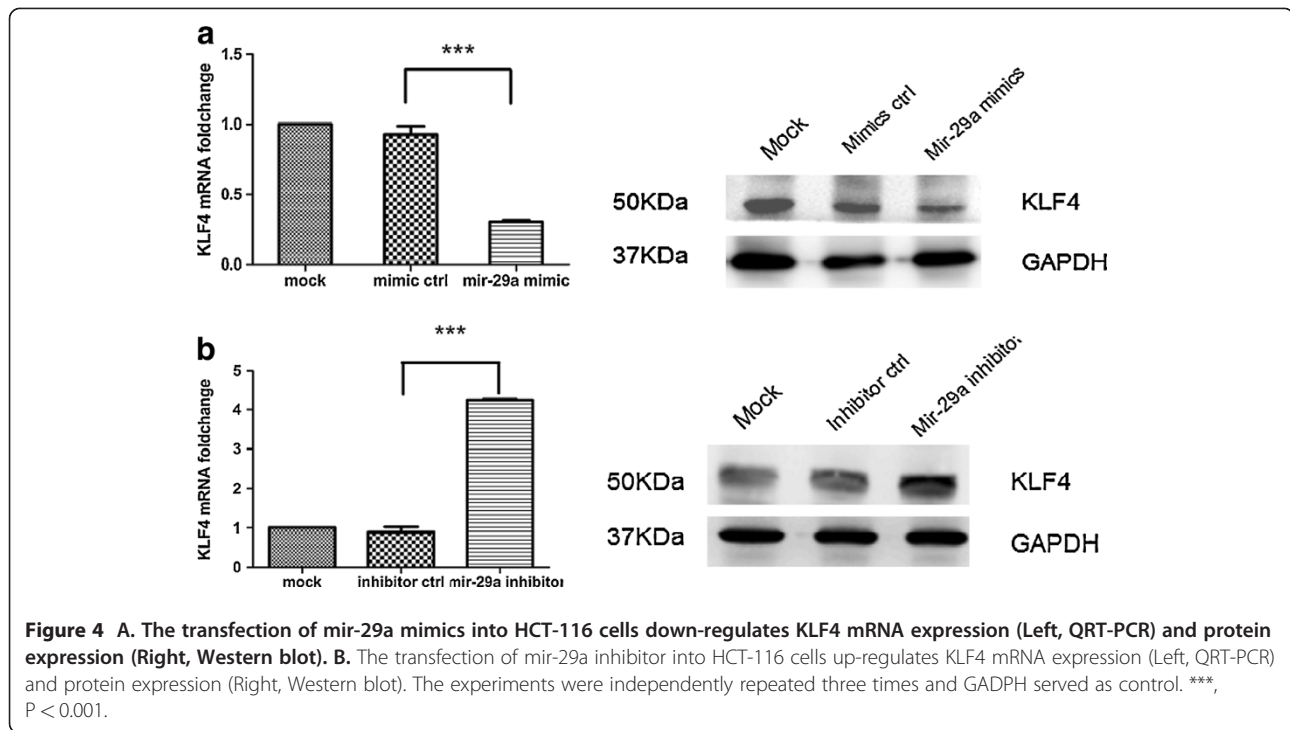 a
***
KLF4 mRNA foldchange
1.5
1.0
0.5
0.0
mock
mimic ctrl
mir-29a mimic
Mock
Mimics ctrl
Mir-29a mimics
50KDa
KLF4
37KDa
GAPDH
b
***
KLF4 mRNA foldchange
5
4
3
2
1
0
mock
inhibitor ctrl
mir-29a inhibitor
Mock
Inhibitor ctrl
Mir-29a inhibitor
50KDa
KLF4
37KDa
GAPDH
Figure 4 A. The transfection of mir-29a mimics into HCT-116 cells down-regulates KLF4 mRNA expression (Left, QRT-PCR) and protein
expression (Right, Western blot). B. The transfection of mir-29a inhibitor into HCT-116 cells up-regulates KLF4 mRNA expression (Left, QRT-PCR)
and protein expression (Right, Western blot). The experiments were independently repeated three times and GADPH served as control. ***,
P < 0.001.